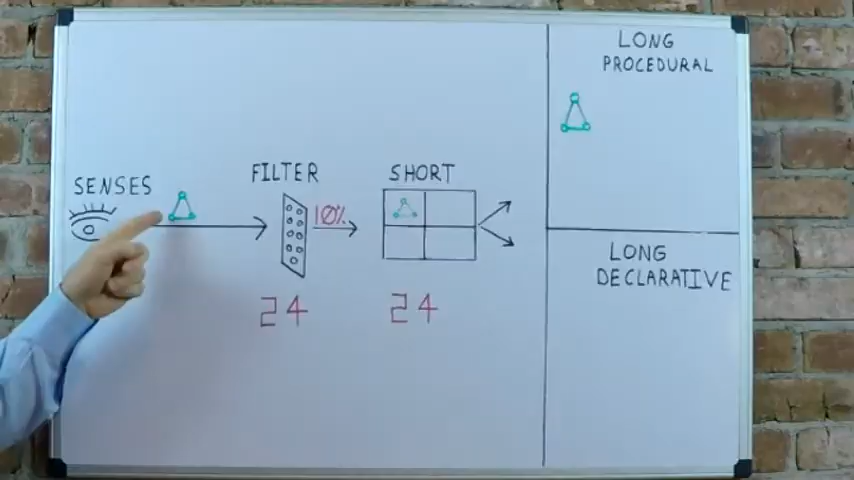 LONG
PROCEDURAL
SENSES
FILTER
10%
SHORT
24
24
LONG
DECLARATIVE